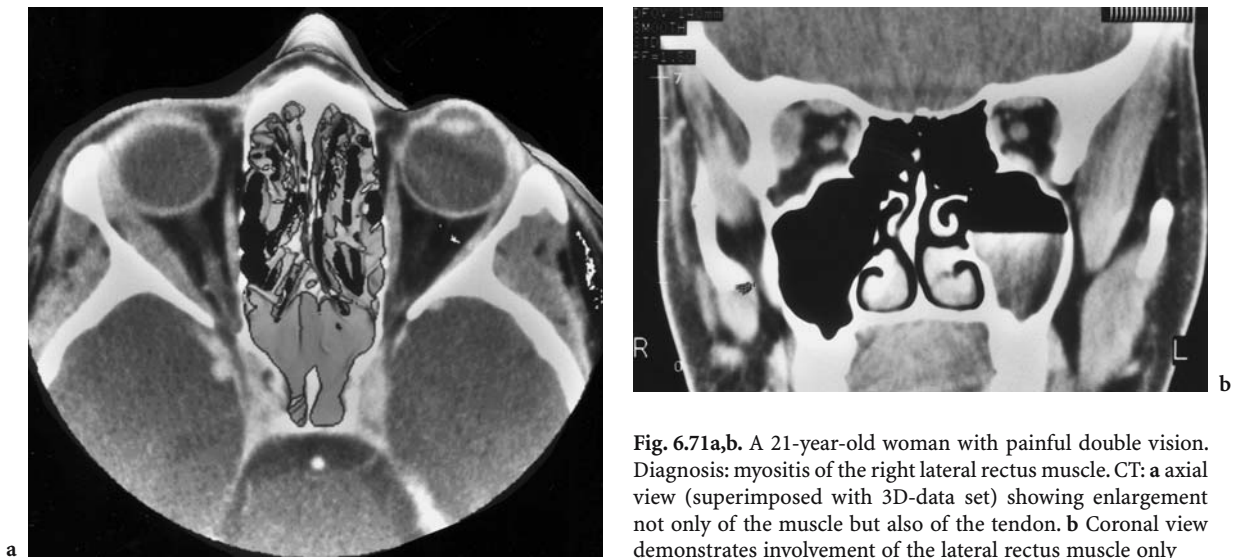 7
R
0
L
a
b
Fig. 6.71a,b. A 21-year-old woman with painful double vision.
Diagnosis: myositis of the right lateral rectus muscle. CT: a axial
view (superimposed with 3D-data set) showing enlargement
not only of the muscle but also of the tendon. b Coronal view
demonstrates involvement of the lateral rectus muscle only